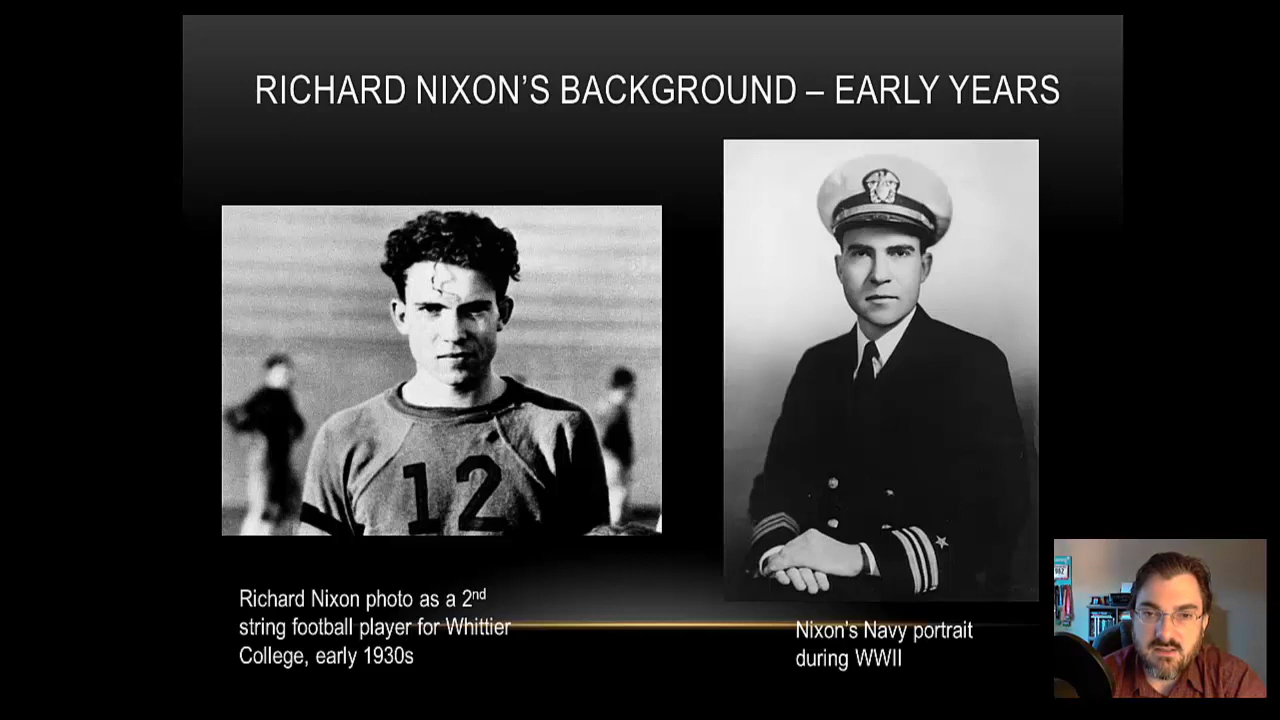 RICHARD NIXON’S BACKGROUND – EARLY YEARS
12
Richard Nixon photo as a 2nd
string football player for Whittier
College, early 1930s
Nixon’s Navy portrait
during WWII